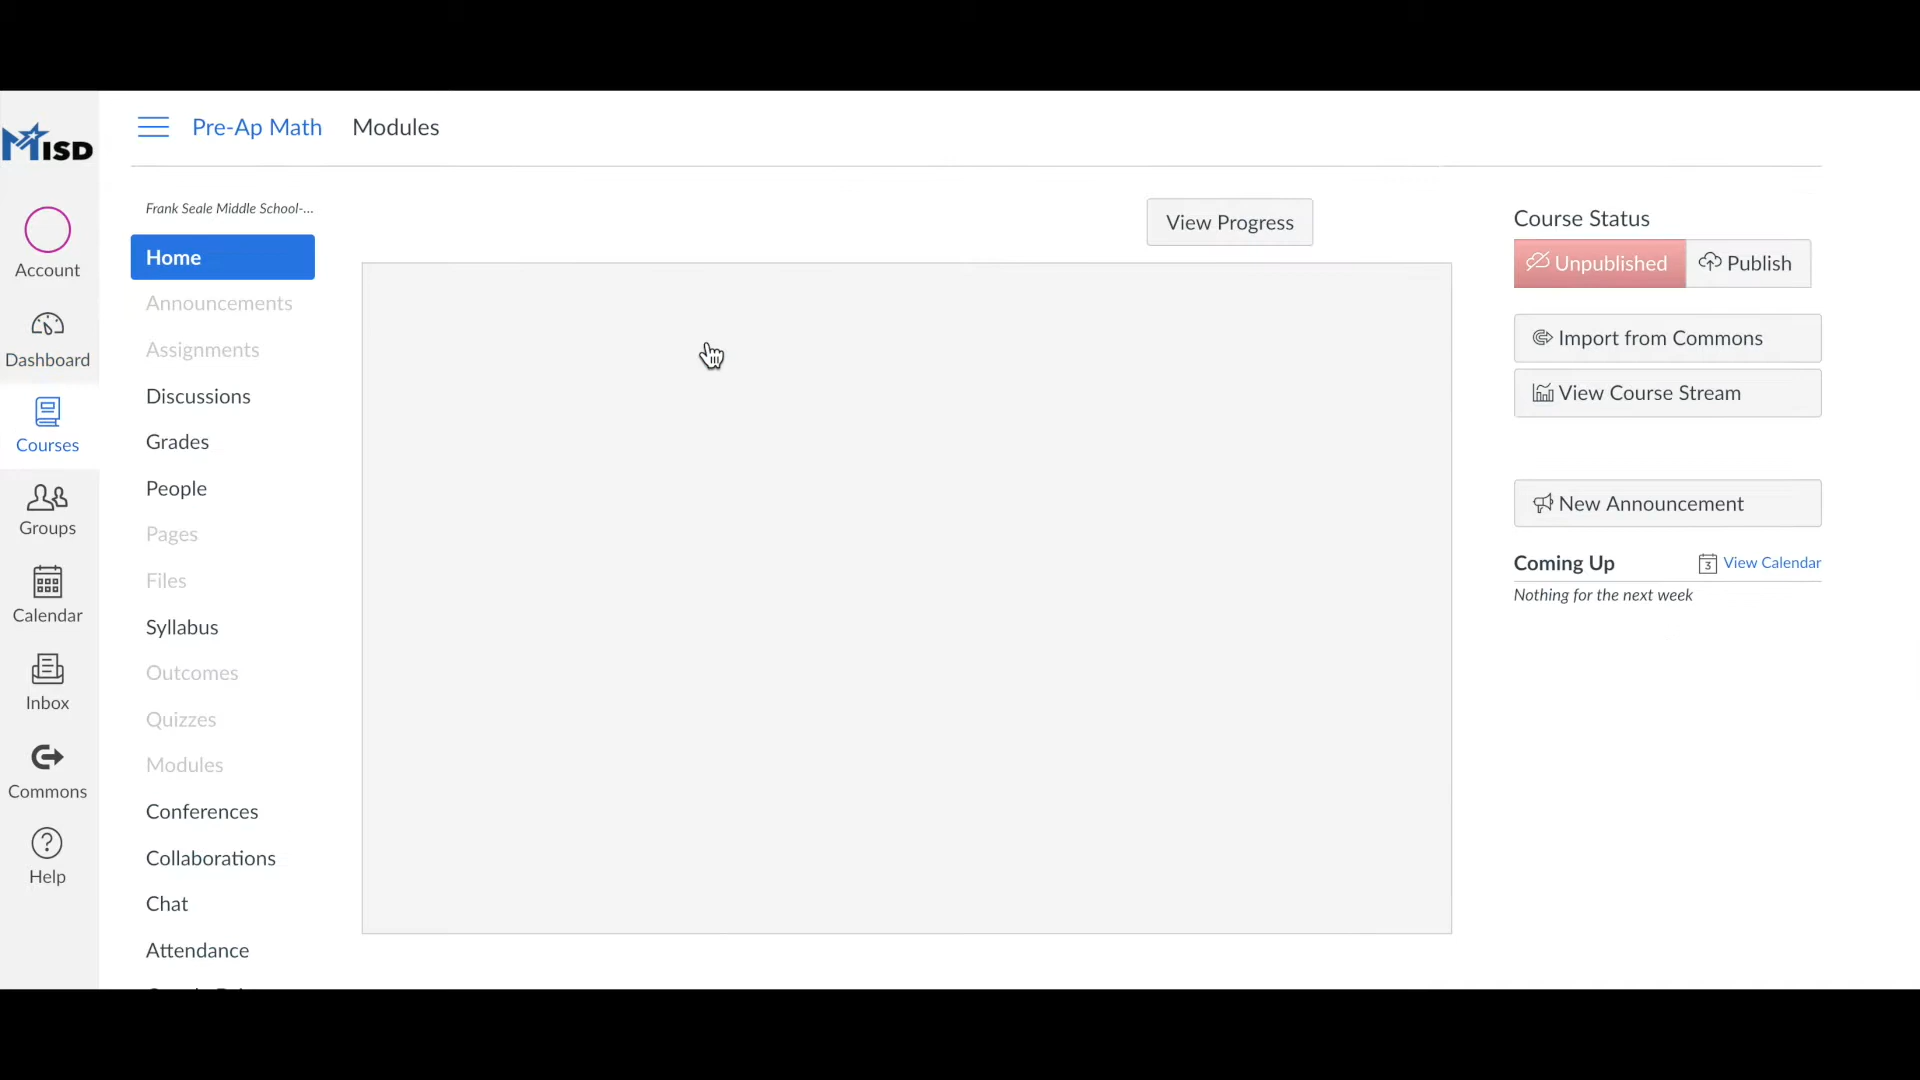 MISD
Account
Dashboard
Courses
Groups
Calendar
Inbox
Commons
Help
Pre-Ap Math Modules
Frank Seale Middle School-...
Home
Announcements
Assignments
Discussions
Grades
People
Pages
Files
Syllabus
Outcomes
Quizzes
Modules
Conferences
Collaborations
Chat
Attendance
View Progress
Course Status
Unpublished Publish
Import from Commons
View Course Stream
New Announcement
Coming Up 3 View Calendar
Nothing for the next week